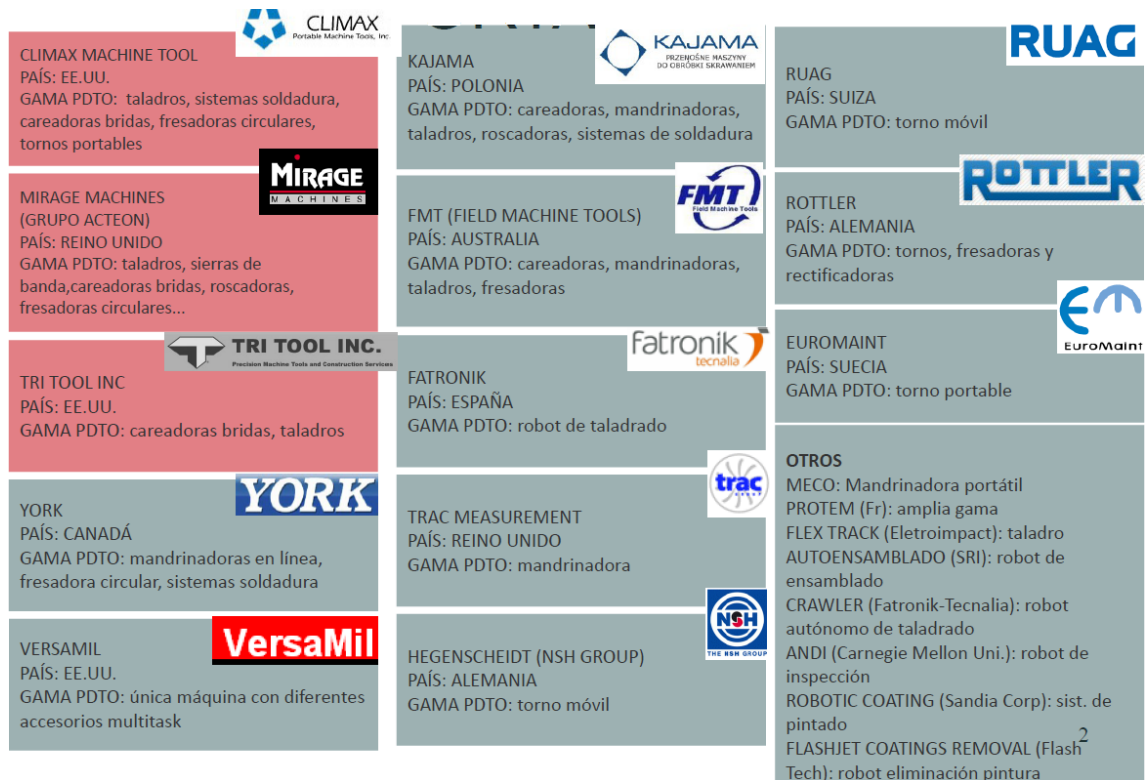 CLIMAX
Portable Machine Tools, Inc.
CLIMAX MACHINE TOOL
PAÍS: EE.UU.
GAMA PDTO:  taladros, sistemas soldadura,
careadoras bridas, fresadoras circulares,
tornos portables
MIRAGE
MACHINES
MIRAGE MACHINES
(GRUPO ACTEON)
PAÍS: REINO UNIDO
GAMA PDTO: taladros, sierras de
banda,careadoras bridas, roscadoras,
fresadoras circulares...
TRI TOOL INC.
Precision Machine Tools and Construction Services
TRI TOOL INC
PAÍS: EE.UU.
GAMA PDTO: careadoras bridas, taladros
YORK
YORK
PAÍS: CANADÁ
GAMA PDTO: mandrinadoras en línea,
fresadora circular, sistemas soldadura
VersaMil
VERSAMIL
PAÍS: EE.UU.
GAMA PDTO: única máquina con diferentes
accesorios multitask
KAJAMA
PRZENOŚNE MASZYNY
DO OBRÓBKI SKRAWANIEM
KAJAMA
PAÍS: POLONIA
GAMA PDTO: careadoras, mandrinadoras,
taladros, roscadoras, sistemas de soldadura
FMT
Field Machine Tools
FMT (FIELD MACHINE TOOLS)
PAÍS: AUSTRALIA
GAMA PDTO: careadoras, mandrinadoras,
taladros, fresadoras
fatronik
tecnalia
FATRONIK
PAÍS: ESPAÑA
GAMA PDTO: robot de taladrado
trac
GROUP
TRAC MEASUREMENT
PAÍS: REINO UNIDO
GAMA PDTO: mandrinadora
NSH
THE NSH GROUP
HEGENSCHEIDT (NSH GROUP)
PAÍS: ALEMANIA
GAMA PDTO: torno móvil
RUAG
RUAG
PAÍS: SUIZA
GAMA PDTO: torno móvil
ROTTLER
ROTTLER
PAÍS: ALEMANIA
GAMA PDTO: tornos, fresadoras y
rectificadoras
EuroMaint
EUROMAINT
PAÍS: SUECIA
GAMA PDTO: torno portable
OTROS
MECO: Mandrinadora portátil
PROTEM (Fr): amplia gama
FLEX TRACK (Eletroimpact): taladro
AUTOENSAMBLADO (SRI): robot de
ensamblado
CRAWLER (Fatronik-Tecnalia): robot
autónomo de taladrado
ANDI (Carnegie Mellon Uni.): robot de
inspección
ROBOTIC COATING (Sandia Corp): sist. de
pintado
FLASHJET COATINGS REMOVAL (Flash
Tech): robot eliminación pintura
2